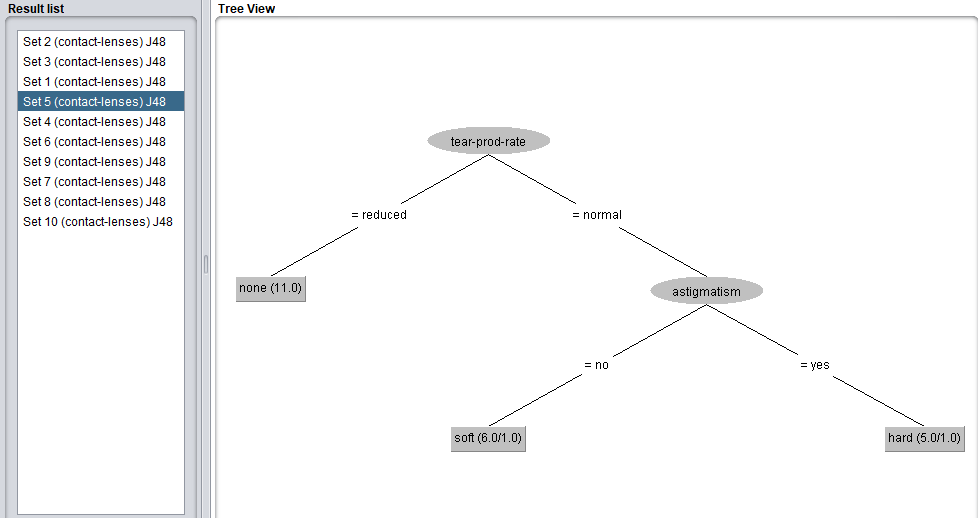 Result list
Set 2 (contact-lenses) J48
Set 3 (contact-lenses) J48
Set 1 (contact-lenses) J48
Set 5 (contact-lenses) J48
Set 4 (contact-lenses) J48
Set 6 (contact-lenses) J48
Set 9 (contact-lenses) J48
Set 7 (contact-lenses) J48
Set 8 (contact-lenses) J48
Set 10 (contact-lenses) J48
Tree View
tear-prod-rate
= reduced
= normal
none (11.0)
astigmatism
= no
= yes
soft (6.0/1.0)
hard (5.0/1.0)